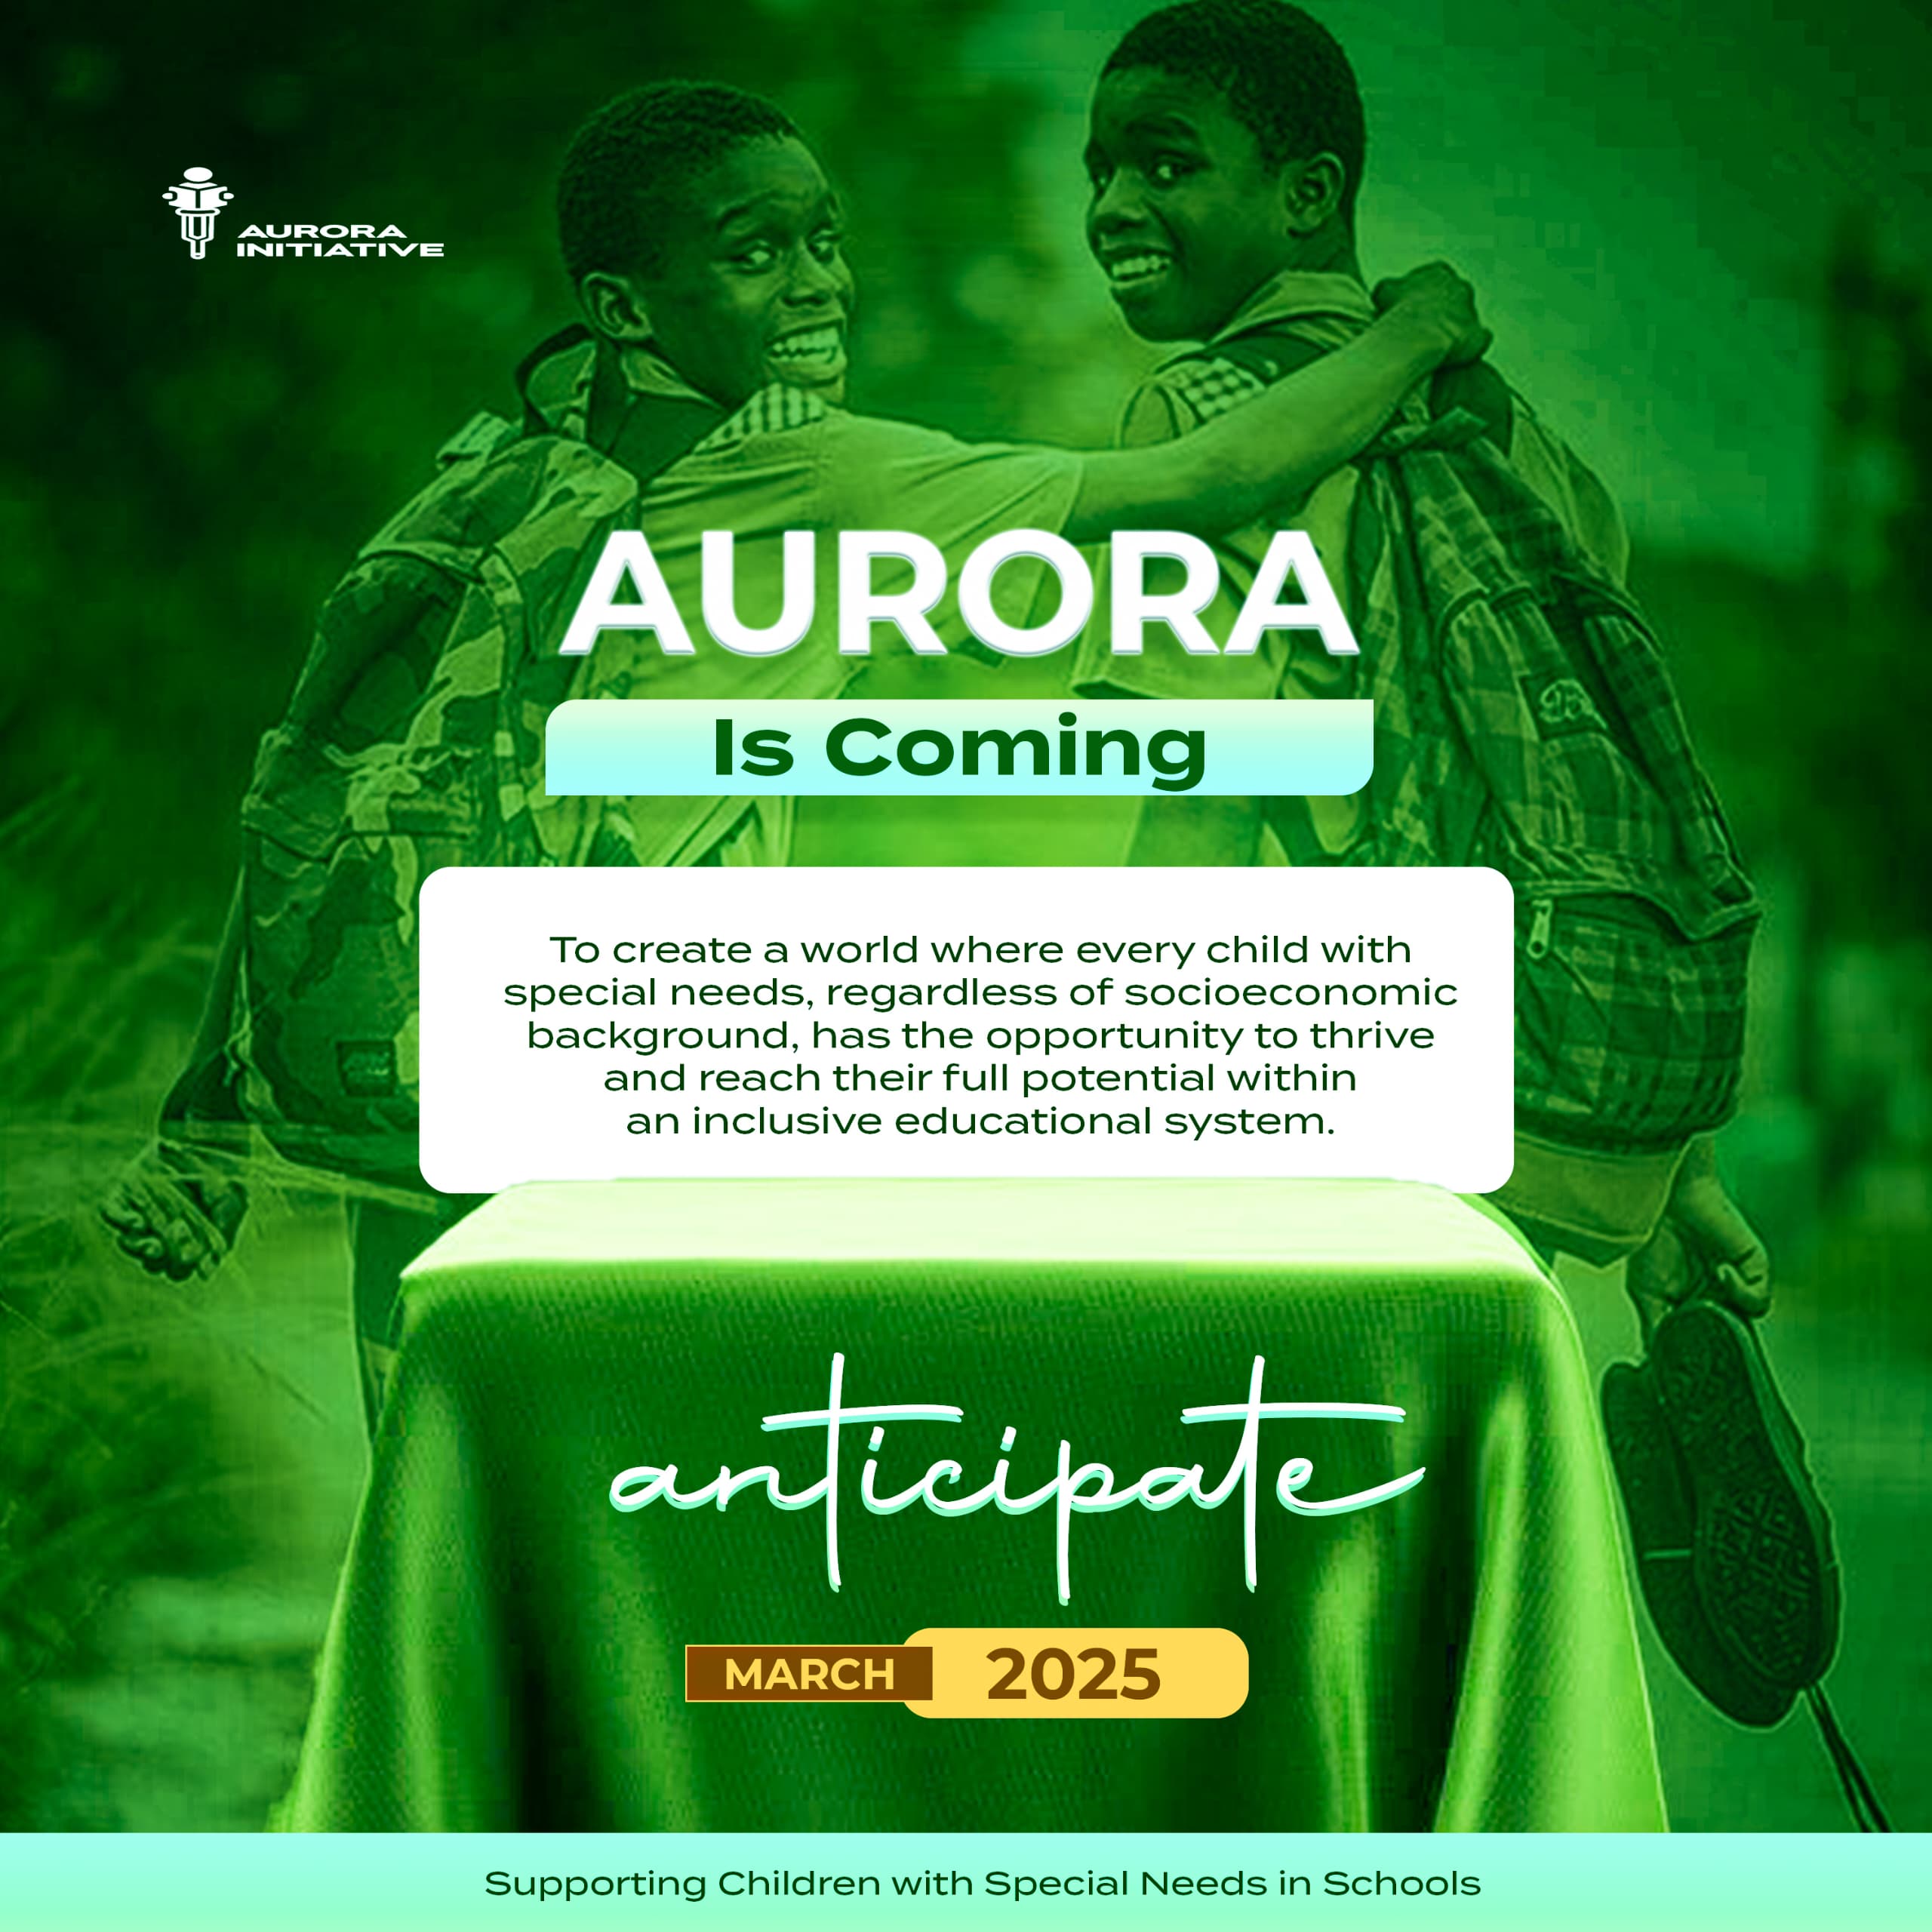 AURORA
INITIATIVE
AURORA
Is Coming
To create a world where every child with
special needs, regardless of socioeconomic
background, has the opportunity to thrive
and reach their full potential within
an inclusive educational system.
anticipate
MARCH 2025
Supporting Children with Special Needs in Schools